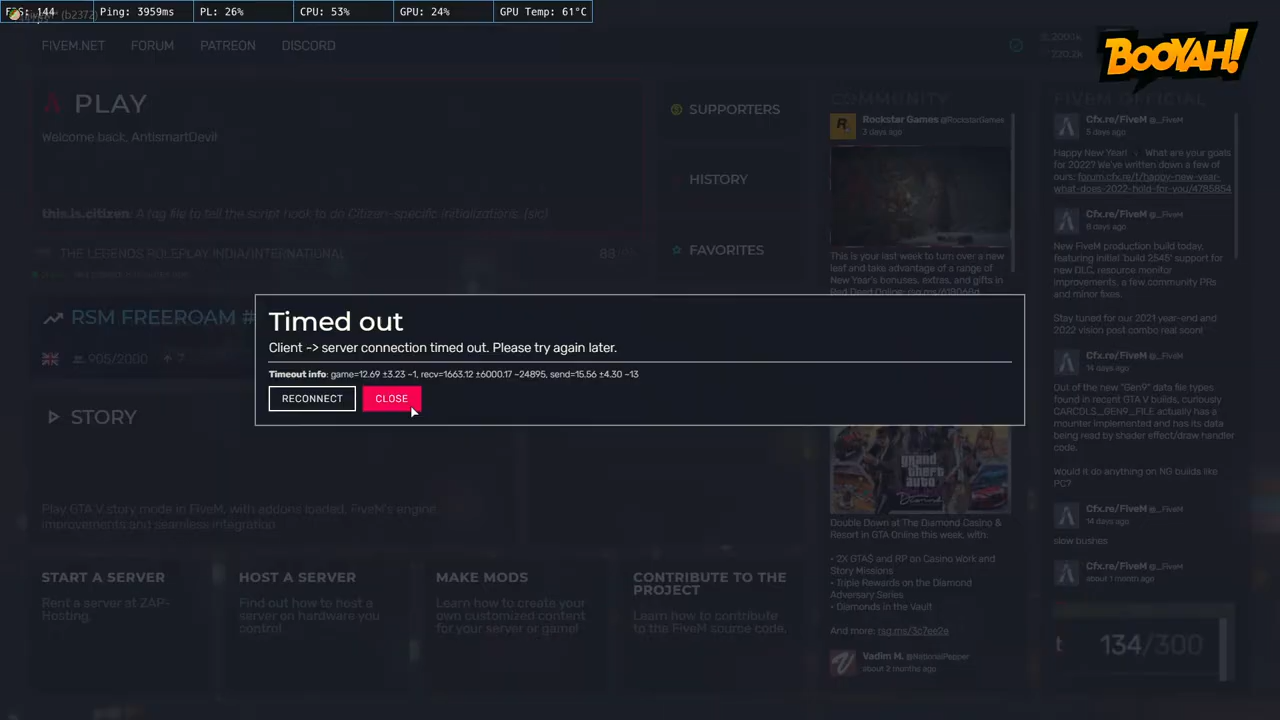 FPS: 144
Ping: 3959ms
PL: 26%
CPU: 53%
GPU: 24%
GPU Temp: 61°C
(b2372)
FIVEM.NET
FORUM
PATREON
DISCORD
BOOYAH!
PLAY
Welcome back, AntismartDevil
this.is.citizen: A tag file to tell the script hook to do Citizen-specific initializations. (sic)
THE LEGENDS ROLEPLAY INDIA/INTERNATIONAL
RSM FREEROAM #
905/2000
7
STORY
Play GTA V story mode in FiveM, with addons loaded, FiveM's engine
improvements and seamless integration.
SUPPORTERS
HISTORY
FAVORITES
Timed out
Client -> server connection timed out. Please try again later.
Timeout info: game=12.69 ±3.23 ~1, recv=1663.12 ±6000.17 ~24895, send=15.56 ±4.30 ~13
RECONNECT
CLOSE
START A SERVER
Rent a server at ZAP-
Hosting.
HOST A SERVER
Find out how to host a
server on hardware you
control.
MAKE MODS
Learn how to create your
own customized content
for your server or game!
CONTRIBUTE TO THE
PROJECT
Learn how to contribute
to the FiveM source code.
COMMUNITY
Rockstar Games @RockstarGames
3 days ago
This is your last week to turn over a new
leaf and take advantage of a range of
New Year's bonuses, extras, and gifts in
Red Dead Online:
grand
theft
auto
Double Down at The Diamond Casino &
Resort in GTA Online this week, with:
• 2X GTA$ and RP on Casino Work and
Story Missions
• Triple Rewards on the Diamond
Adversary Series
• Diamonds in the Vault
And more: rsg.ms/3c7ee2e
Vadim M. @NationalPepper
about 2 months ago
FIVEM OFFICIAL
Cfx.re/FiveM @_FiveM
5 days ago
Happy New Year! What are your goals
for 2022? We've written down a few of
ours: forum.cfx.re/t/happy-new-year-
what-does-2022-hold-for-you/4785854
Cfx.re/FiveM @_FiveM
8 days ago
New FiveM production build today,
featuring initial 'build 2545' support for
new DLC, resource monitor
improvements, a few community PRs
and minor fixes.
Stay tuned for our 2021 year-end and
2022 vision post combo real soon!
Cfx.re/FiveM @_FiveM
14 days ago
Out of the new "Gen9" data file types
found in recent GTA V builds, curiously
CARCOLS_GEN9_FILE actually has a
mounter implemented and has its data
being read by shader effect/draw handler
code.
Would it do anything on NG builds like
PC?
Cfx.re/FiveM @_FiveM
14 days ago
slow bushes
Cfx.re/FiveM @_FiveM
about 1 month ago
134/300